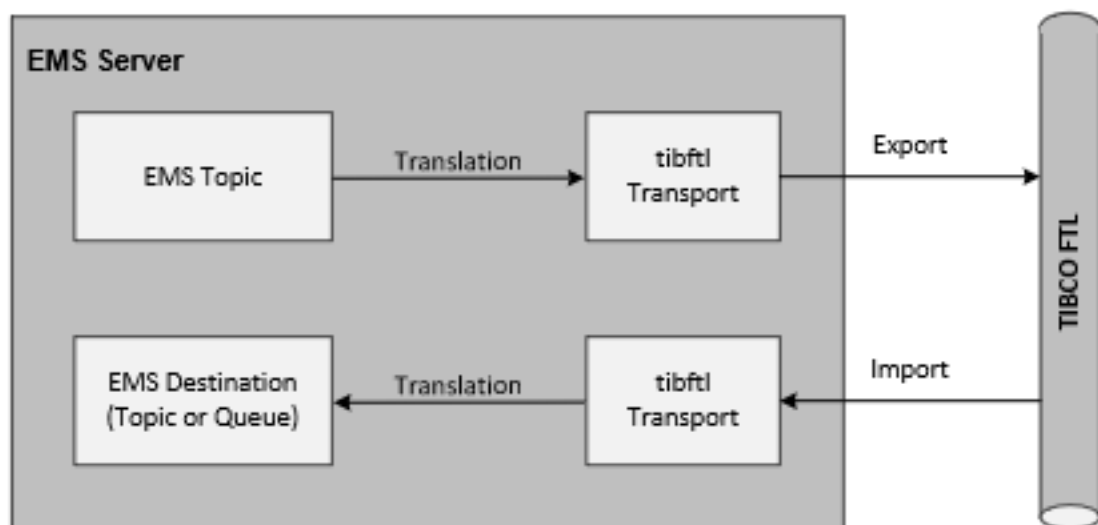 EMS Server
EMS Topic
Translation
tibftl
Transport
Export
TIBCO FTL
EMS Destination
(Topic or Queue)
Translation
tibftl
Transport
Import